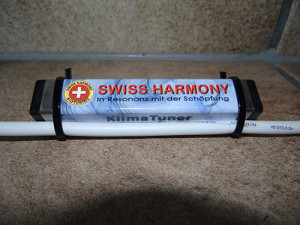 SWISS HARMONY
in Resonanz mit der Schöpfung
KlimaTuner